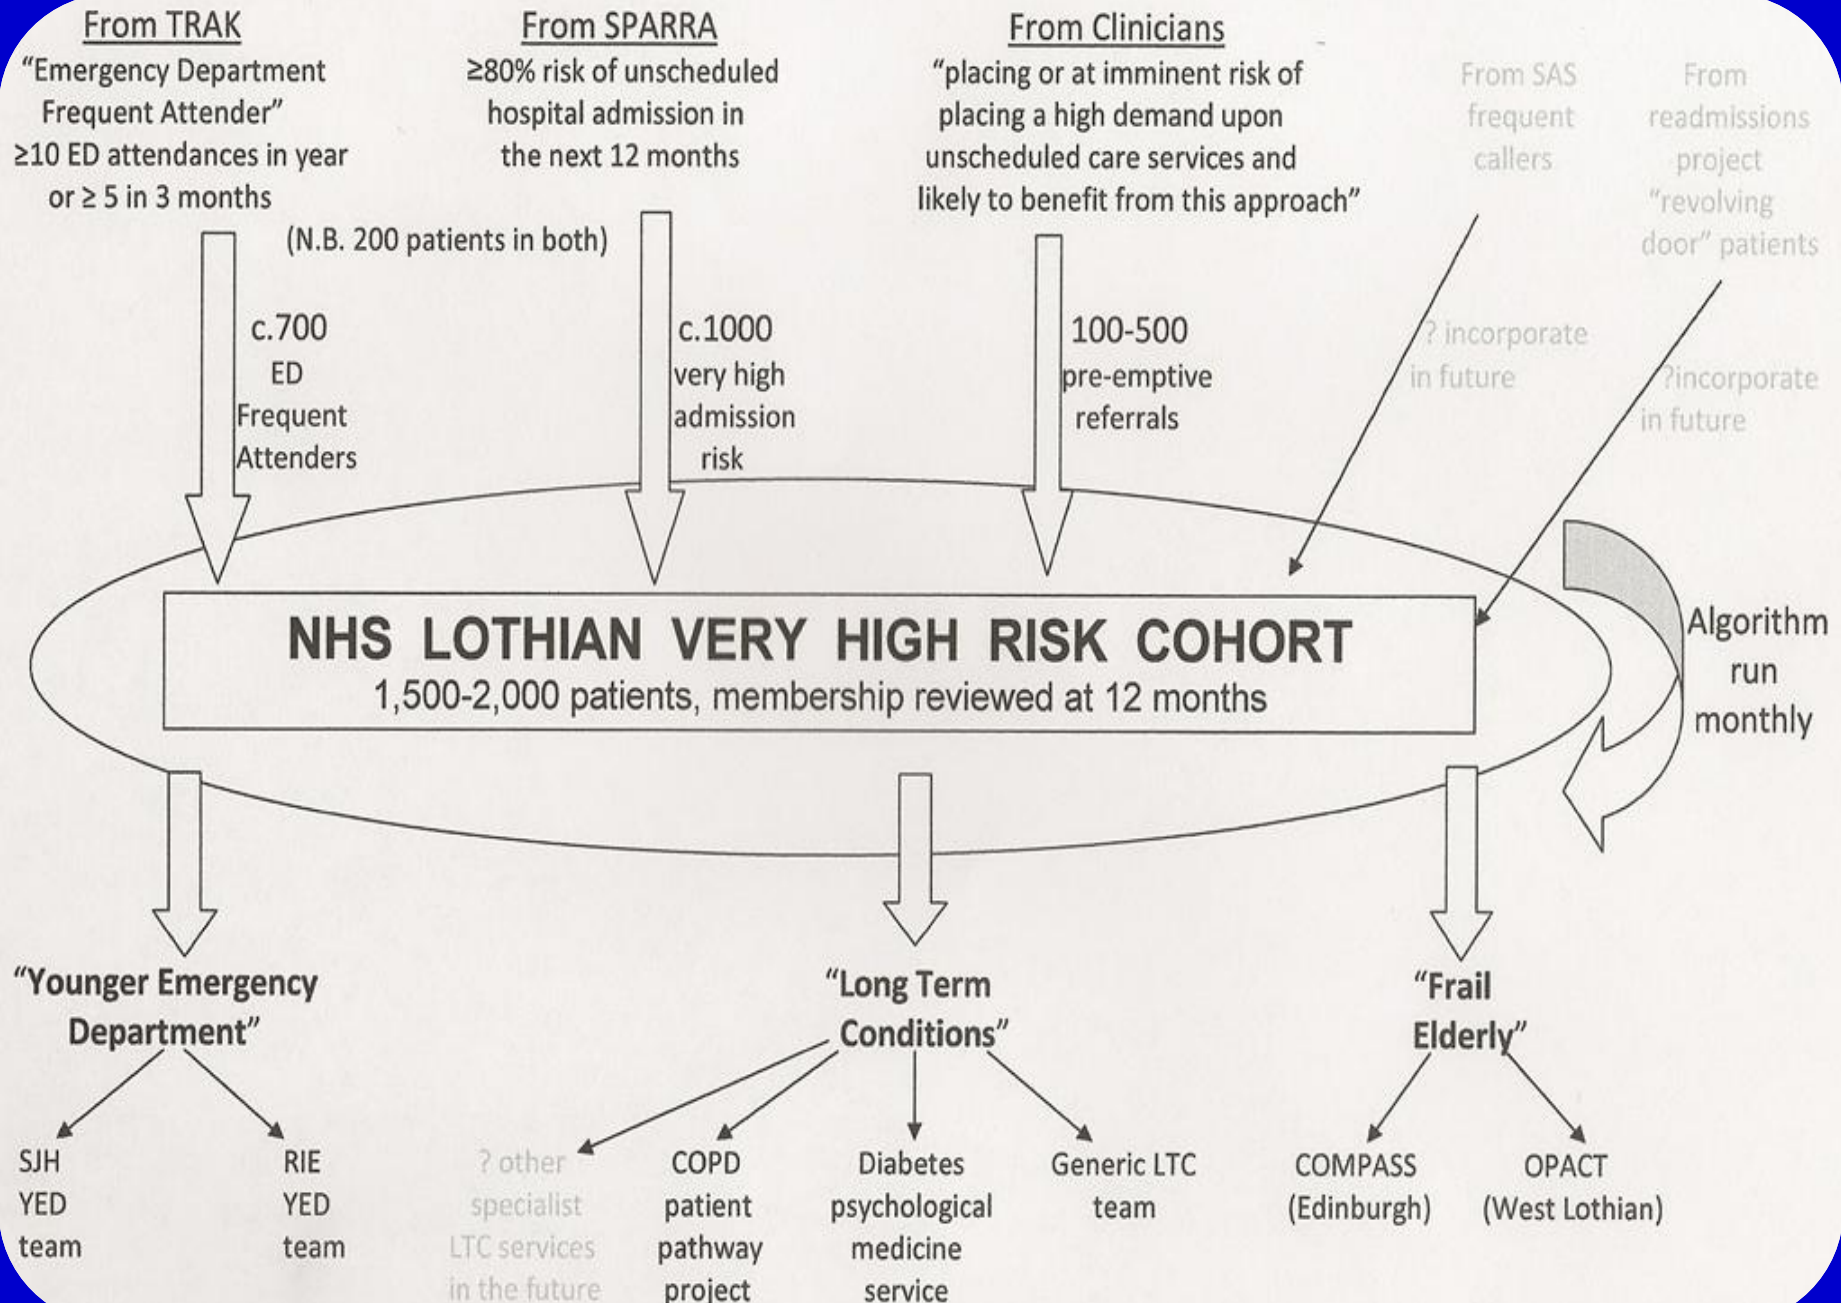 From TRAK
“Emergency Department
Frequent Attender”
≥10 ED attendances in year
or ≥ 5 in 3 months
From SPARRA
≥80% risk of unscheduled
hospital admission in
the next 12 months
From Clinicians
“placing or at imminent risk of
placing a high demand upon
unscheduled care services and
likely to benefit from this approach”
From SAS
frequent
callers
From
readmissions
project
“revolving
door” patients
(N.B. 200 patients in both)
c.700
ED
Frequent
Attenders
c.1000
very high
admission
risk
100-500
pre-emptive
referrals
? incorporate
in future
?incorporate
in future
NHS LOTHIAN VERY HIGH RISK COHORT
1,500-2,000 patients, membership reviewed at 12 months
Algorithm
run
monthly
“Younger Emergency
Department”
“Long Term
Conditions”
“Frail
Elderly”
SJH
YED
team
RIE
YED
team
? other
specialist
LTC services
in the future
COPD
patient
pathway
project
Diabetes
psychological
medicine
service
Generic LTC
team
COMPASS
(Edinburgh)
OPACT
(West Lothian)